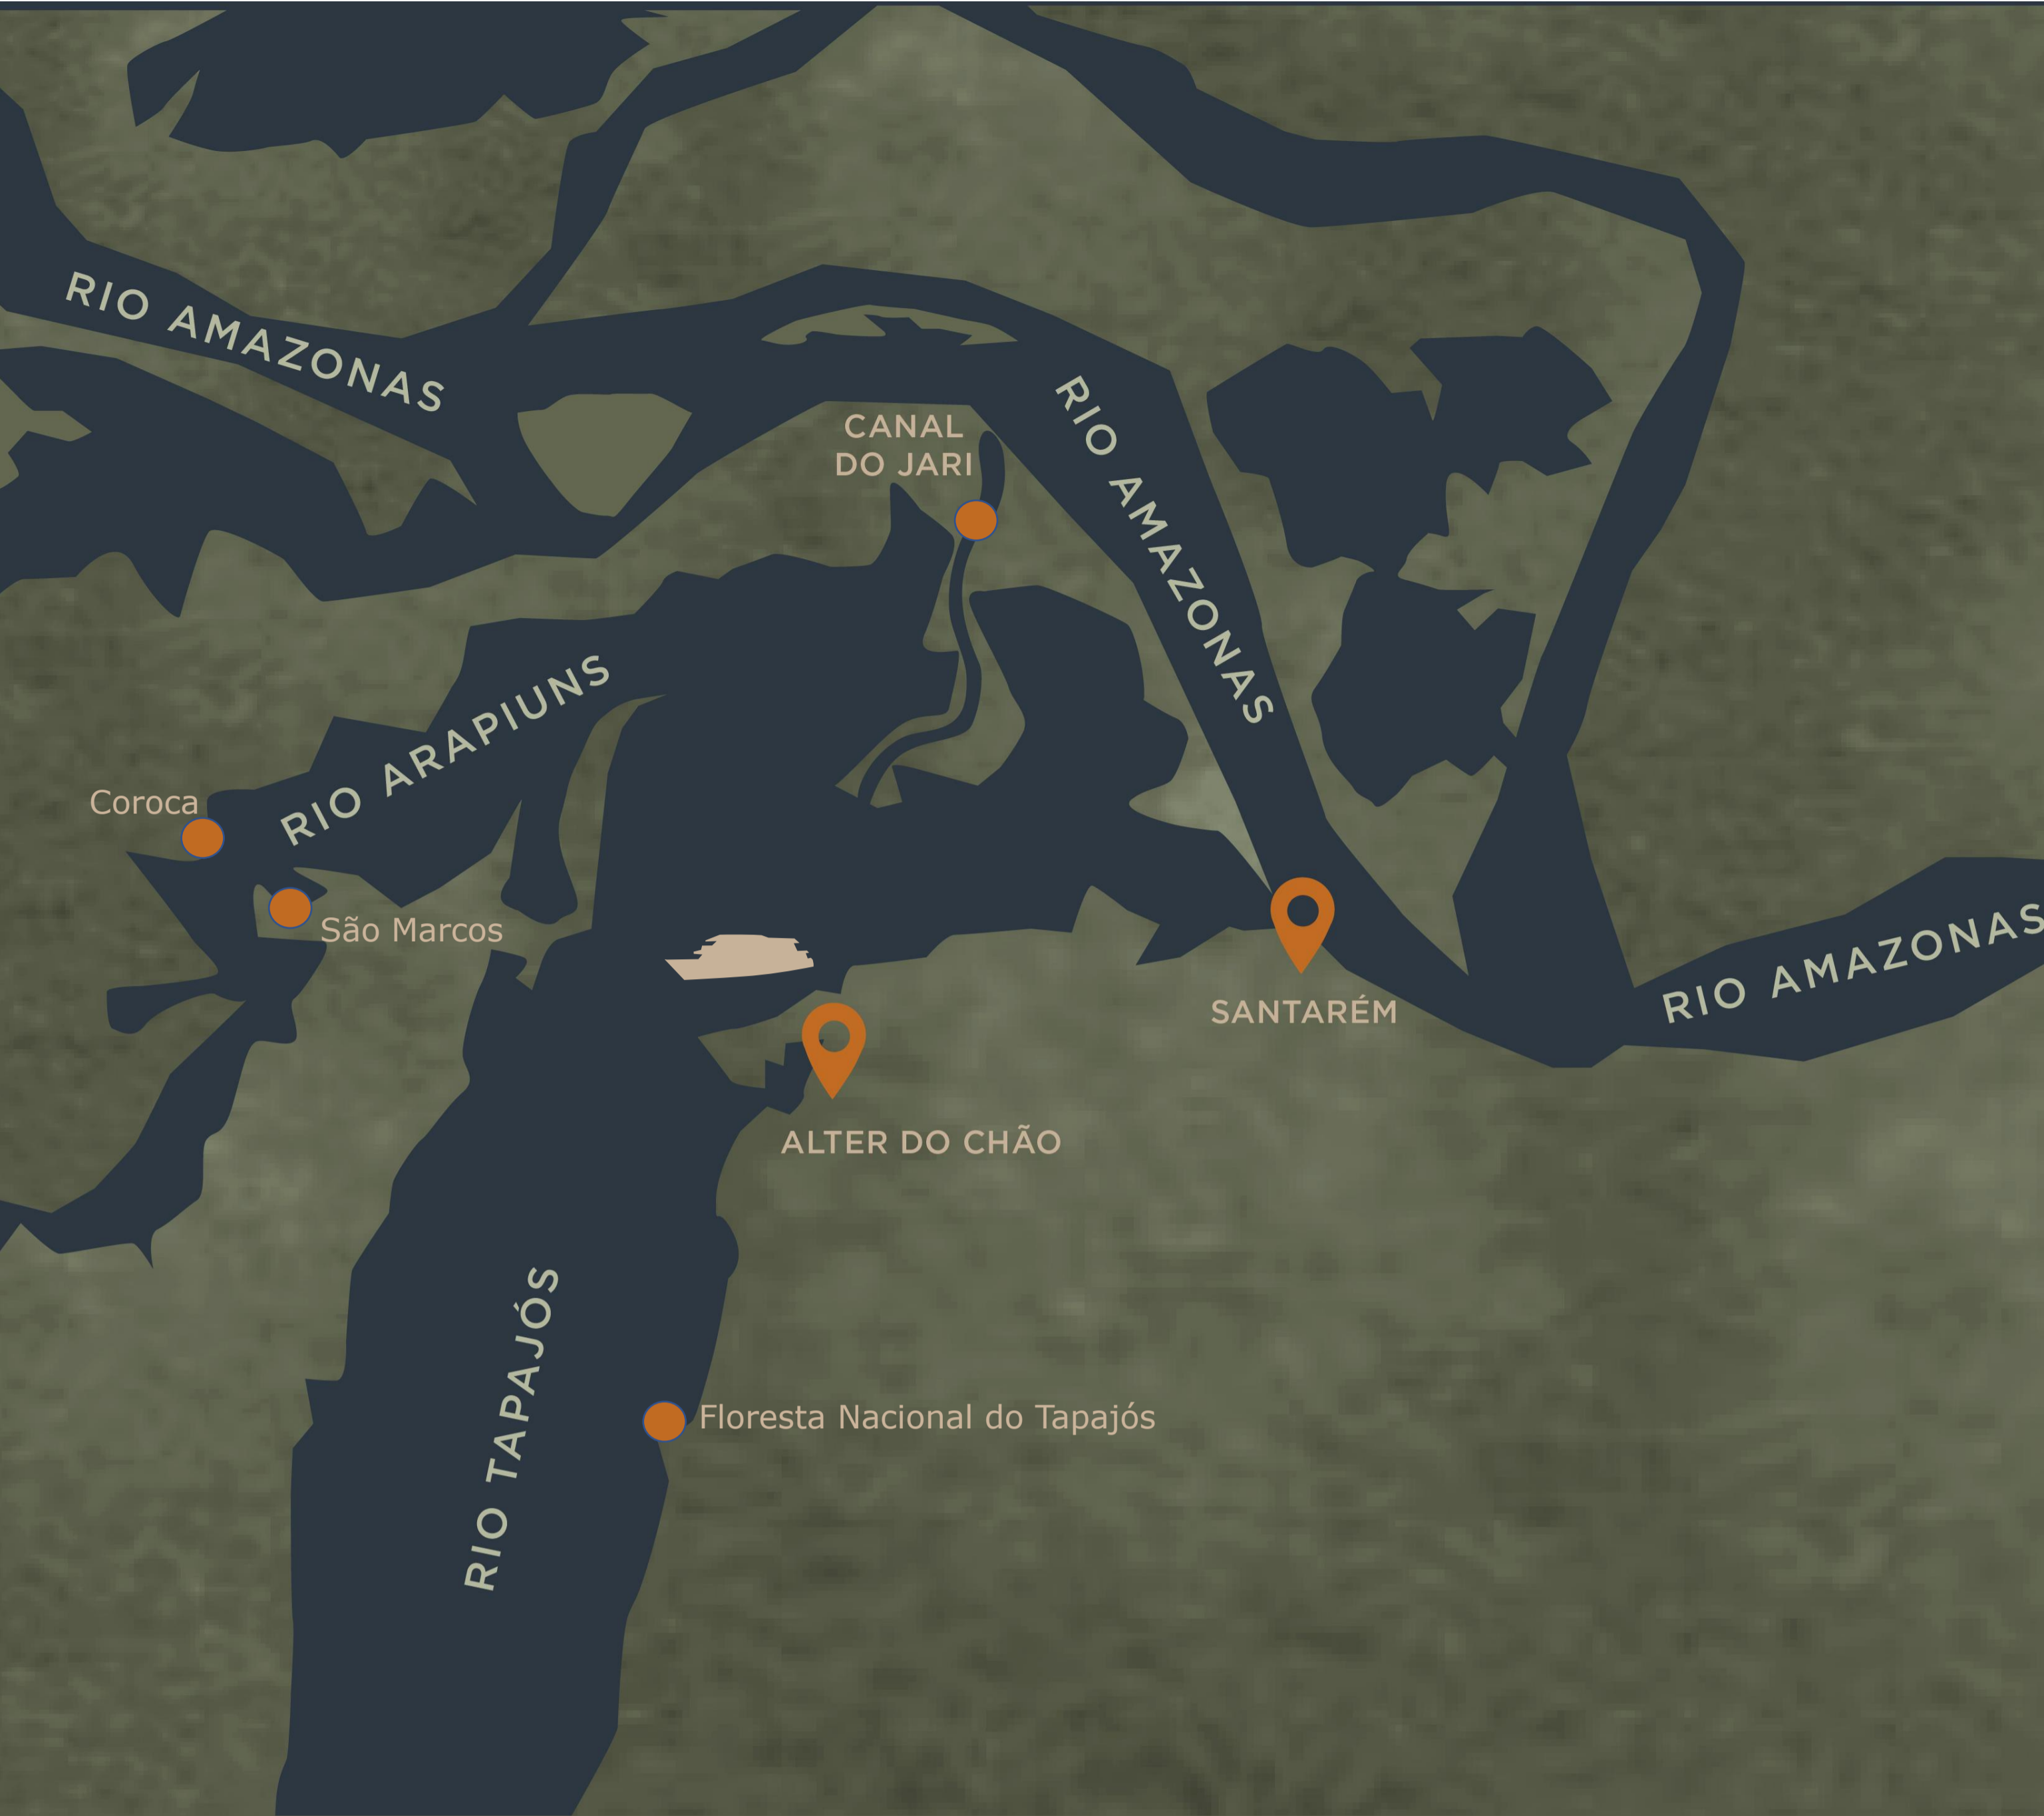 RIO AMAZONAS
CANAL
DO JARI
RIO AMAZONAS
RIO ARAPIUNS
Coroca
São Marcos
SANTARÉM
RIO AMAZONAS
ALTER DO CHÃO
RIO TAPAJÓS
Floresta Nacional do Tapajós